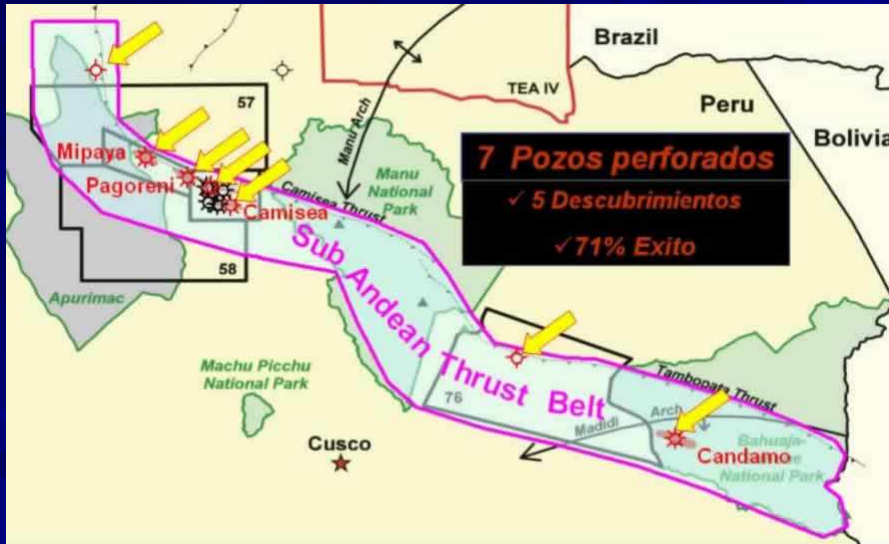 Brazil
Peru
Bolivia
TEA IV
57
Manu Arch
7 Pozos perforados
✓ 5 Descubrimientos
✓71% Exito
Mipaya
Pagoreni
Camisea
Camisea Thrust
Manu
National
Park
58
Apurimac
Sub Andean Thrust Belt
Machu Picchu
National Park
Tambopata Thrust
76
Madidi Arch
Cusco
Candamo
Bahuaja-
National Park